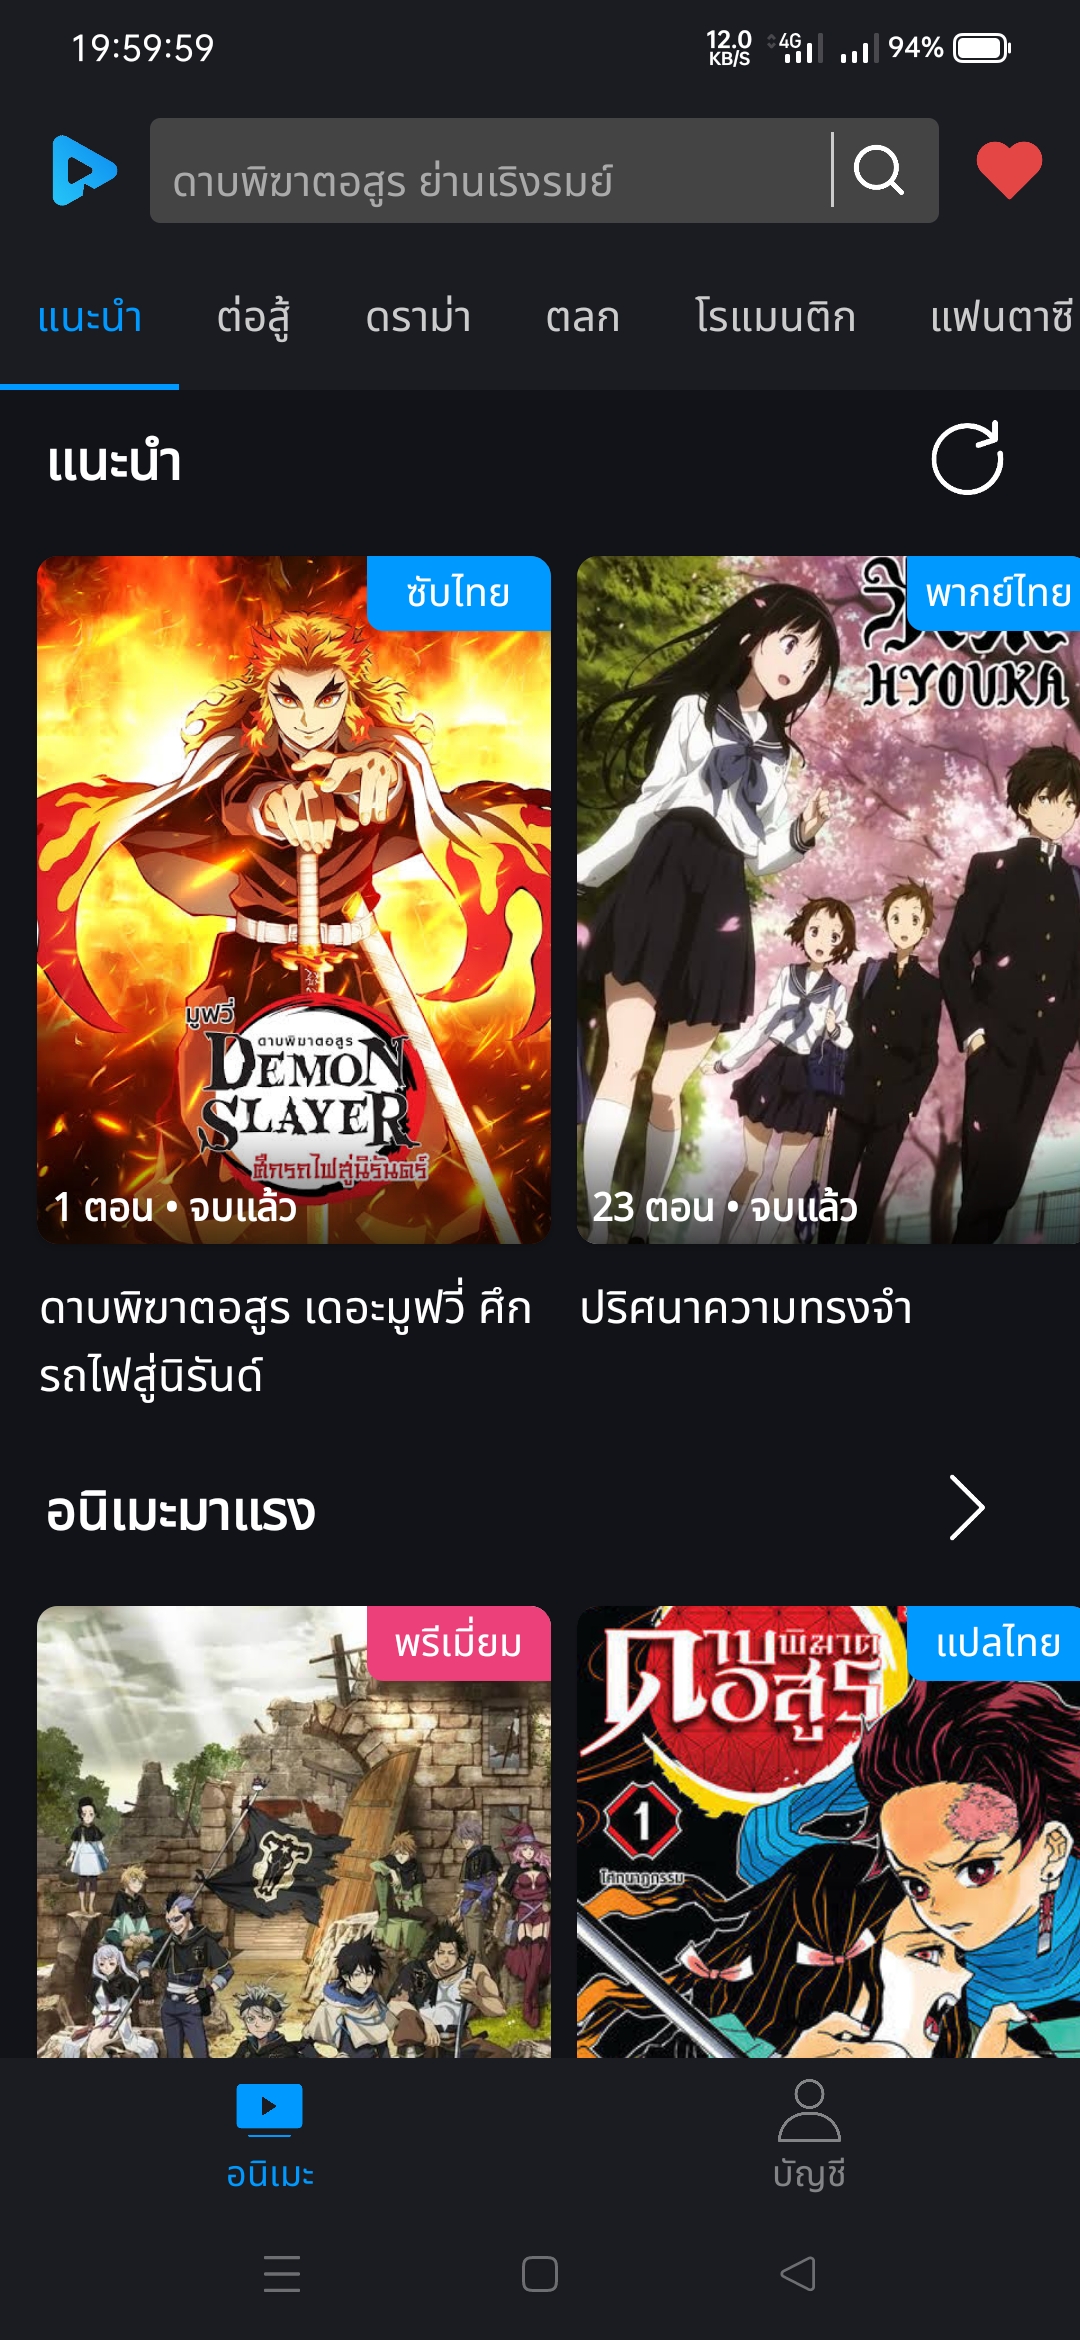 19:59:59
12.0 KB/S 4G 94%
ดาบพิฆาตอสูร ย่านเริงรมย์
แนะนำ ต่อสู้ ดราม่า ตลก โรแมนติก แฟนตาซี
แนะนำ
ซับไทย
พากย์ไทย
HYOUKA
มูฟวี่
ดาบพิฆาตอสูร
DEMON
SLAYER
ศึกรถไฟสู่นิรันดร์
1 ตอน • จบแล้ว
23 ตอน • จบแล้ว
ดาบพิฆาตอสูร เดอะมูฟวี่ ศึก
รถไฟสู่นิรันด์
ปริศนาความทรงจำ
อนิเมะมาแรง
พรีเมี่ยม
แปลไทย
ดาบพิฆาต
อสูร
1
โศกนาฏกรรม
อนิเมะ
บัญชี